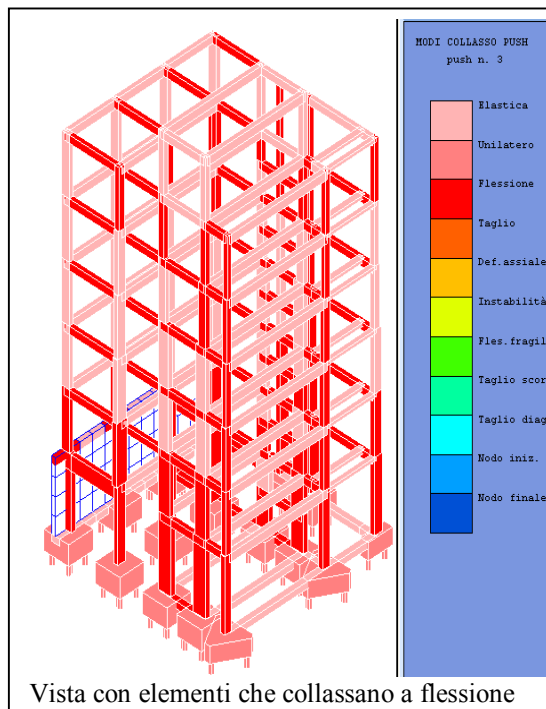 MODI COLLASSO PUSH
push n. 3
Elastica
Unilatero
Flessione
Taglio
Def.assiale
Instabilità
Fles.fragil
Taglio scor
Taglio diag
Nodo iniz.
Nodo finale
Vista con elementi che collassano a flessione